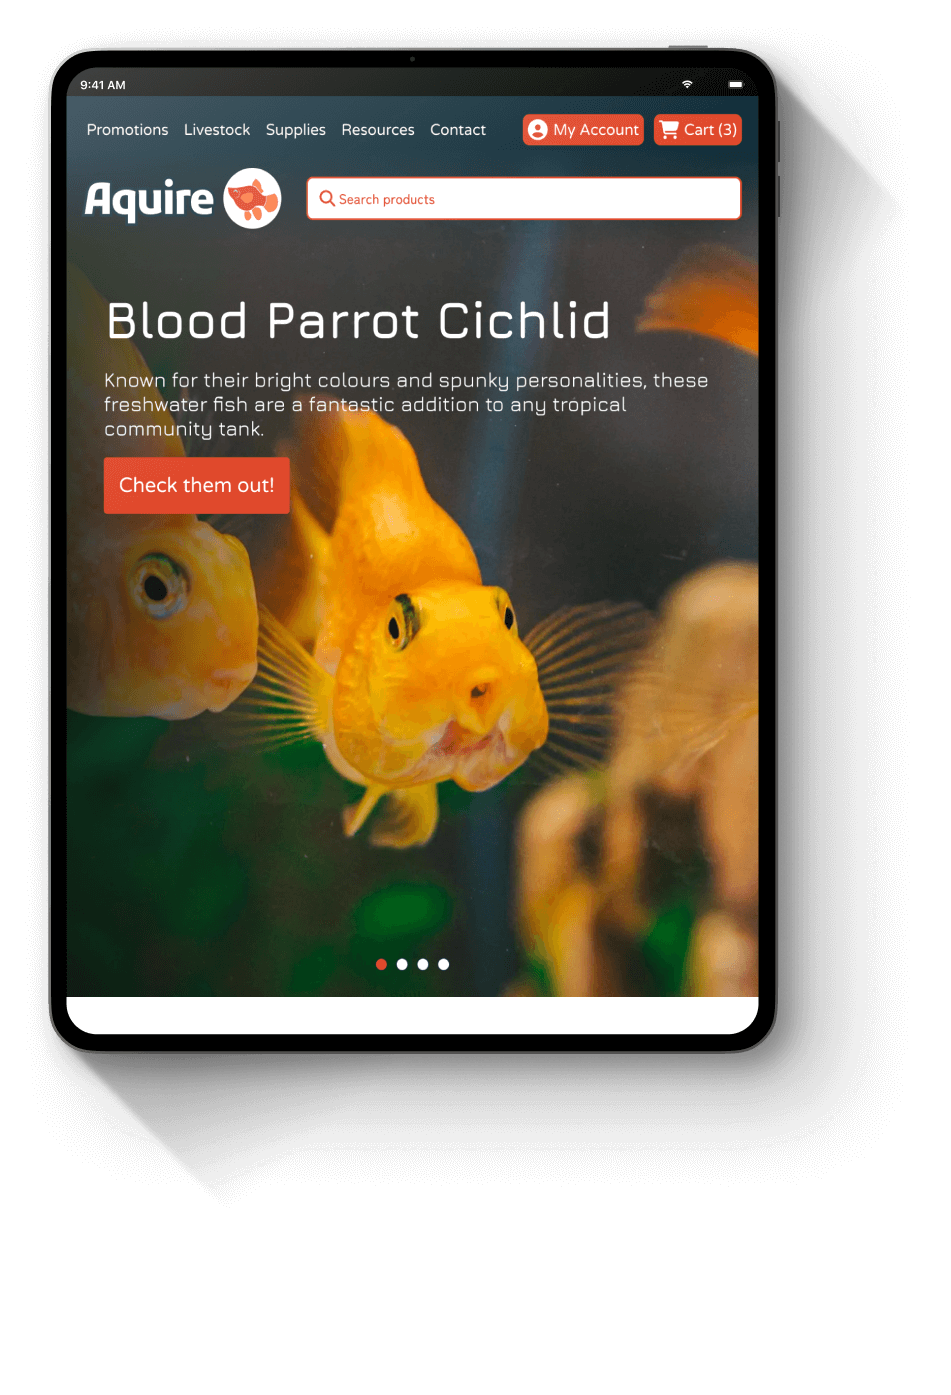 9:41 AM
Promotions Livestock Supplies Resources Contact My Account Cart (3)
Aquire Search products
Blood Parrot Cichlid
Known for their bright colours and spunky personalities, these
freshwater fish are a fantastic addition to any tropical
community tank.
Check them out!